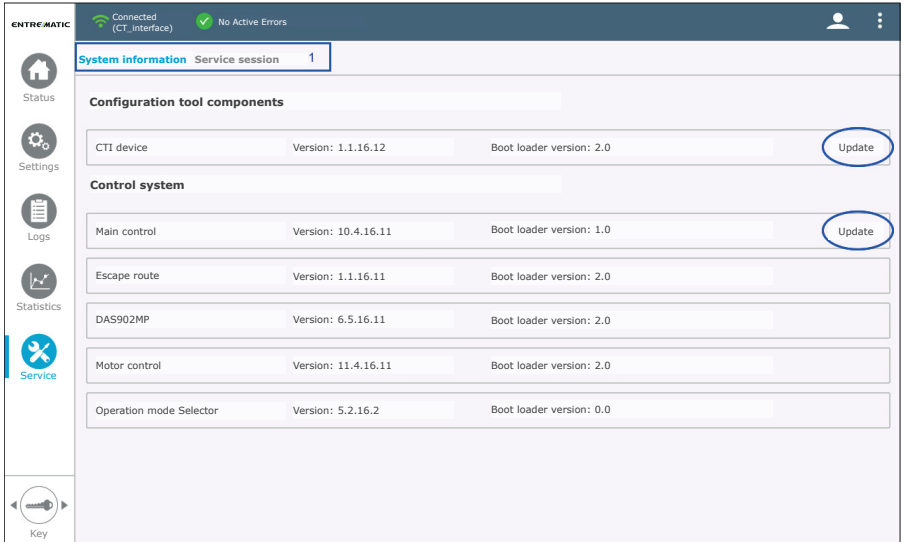 ENTREMATIC
Connected
(CT_interface)
No Active Errors
System information Service session 1
Status
Settings
Logs
Statistics
Service
Key
Configuration tool components
CTI device Version: 1.1.16.12 Boot loader version: 2.0 Update
Control system
Main control Version: 10.4.16.11 Boot loader version: 1.0 Update
Escape route Version: 1.1.16.11 Boot loader version: 2.0
DAS902MP Version: 6.5.16.11 Boot loader version: 2.0
Motor control Version: 11.4.16.11 Boot loader version: 2.0
Operation mode Selector Version: 5.2.16.2 Boot loader version: 0.0